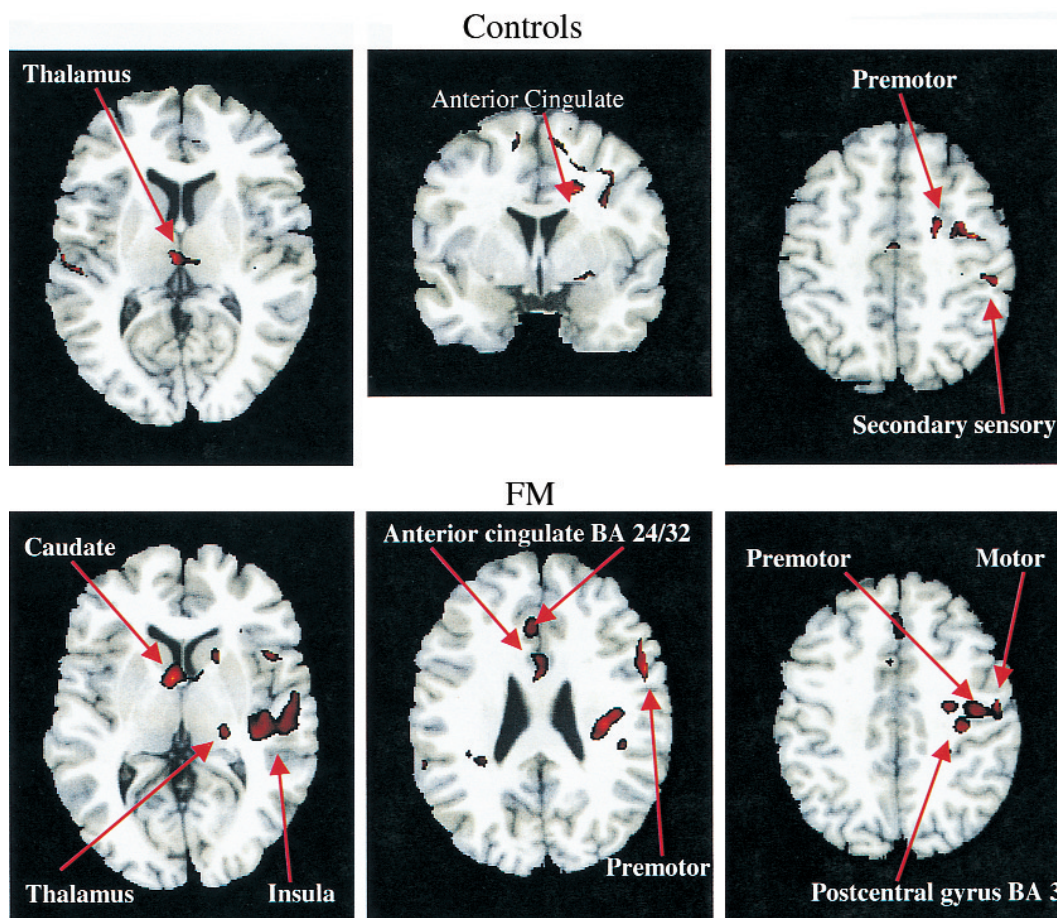 Controls
Thalamus
Anterior Cingulate
Premotor
Secondary sensory
FM
Caudate
Thalamus
Insula
Anterior cingulate BA 24/32
Premotor
Premotor
Motor
Postcentral gyrus BA 3